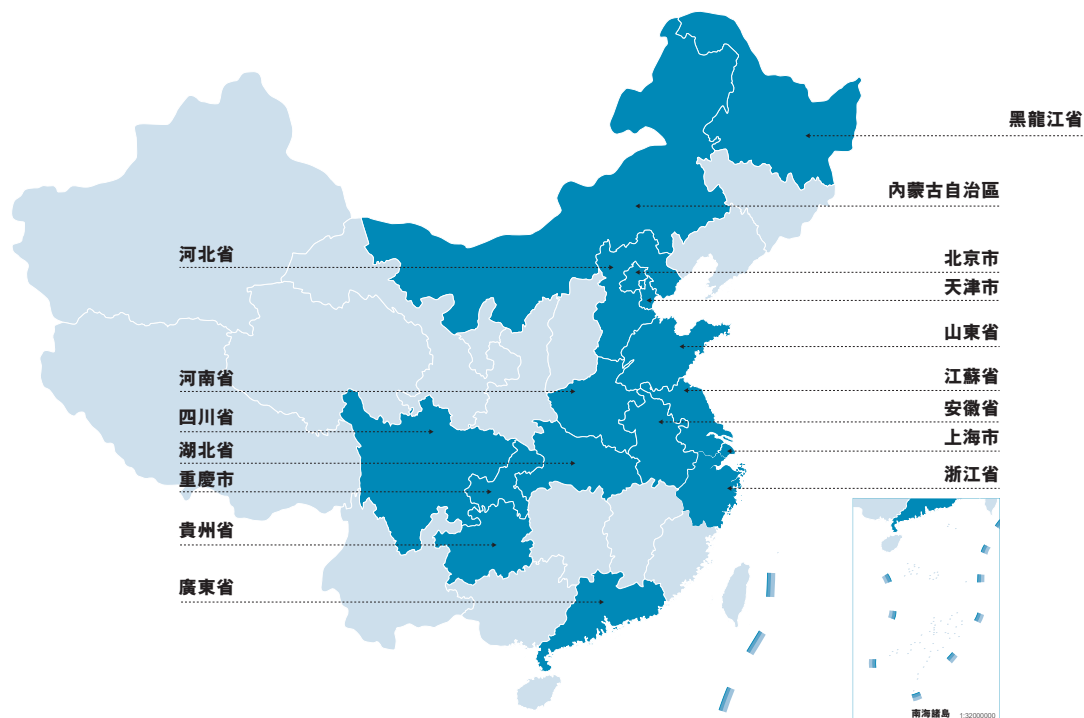 黑龍江省
內蒙古自治區
河北省
北京市
天津市
山東省
河南省
江蘇省
四川省
安徽省
湖北省
上海市
重慶市
浙江省
貴州省
廣東省
南海諸島 1:32000000